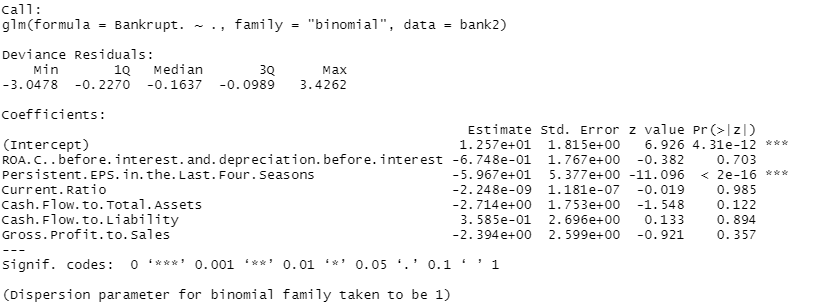 Call:
glm(formula = Bankrupt. ~ ., family = "binomial", data = bank2)
Deviance Residuals:
Min 1Q Median 3Q Max
-3.0478 -0.2270 -0.1637 -0.0989 3.4262
Coefficients:
Estimate Std. Error z value Pr(>|z|)
(Intercept) 1.257e+01 1.815e+00 6.926 4.31e-12 ***
ROA.C..before.interest.and.depreciation.before.interest -6.748e-01 1.767e+00 -0.382 0.703
Persistent.EPS.in.the.Last.Four.Seasons -5.967e+01 5.377e+00 -11.096 < 2e-16 ***
Current.Ratio -2.248e-09 1.181e-07 -0.019 0.985
Cash.Flow.to.Total.Assets -2.714e+00 1.753e+00 -1.548 0.122
Cash.Flow.to.Liability 3.585e-01 2.696e+00 0.133 0.894
Gross.Profit.to.Sales -2.394e+00 2.599e+00 -0.921 0.357
---
Signif. codes: 0 ‘***’ 0.001 ‘**’ 0.01 ‘*’ 0.05 ‘.’ 0.1 ‘ ’ 1
(Dispersion parameter for binomial family taken to be 1)